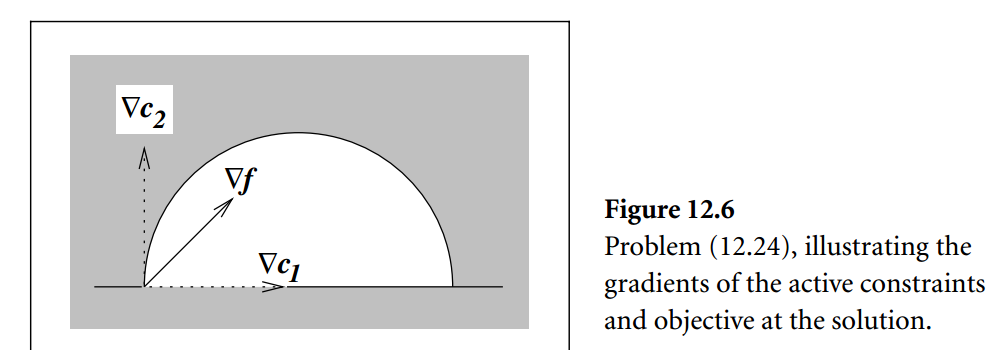 ∇c₂
∇f
∇c₁
Figure 12.6
Problem (12.24), illustrating the
gradients of the active constraints
and objective at the solution.